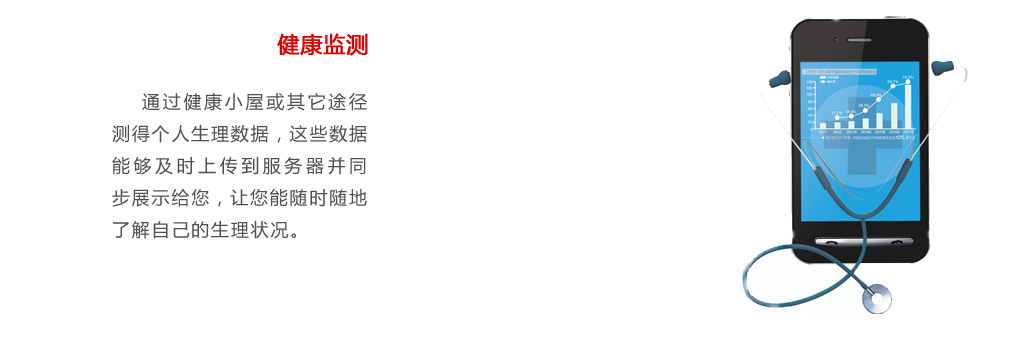 健康监测
通过健康小屋或其它途径
测得个人生理数据，这些数据
能够及时上传到服务器并同
步展示给您，让您能随时随地
了解自己的生理状况。